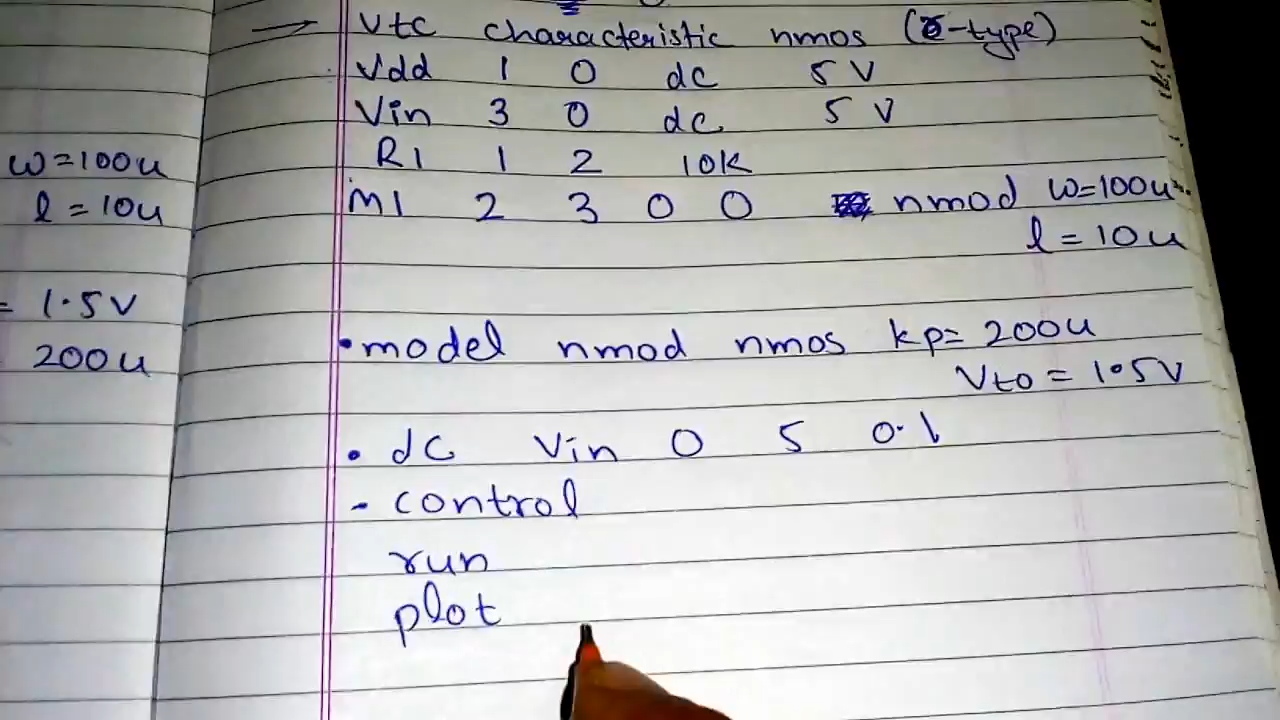 w=100u
l=10u
= 1.5V
200u
→ Vtc characteristic nmos (r-type)
Vdd 1 0 dc 5V
Vin 3 0 dc 5 V
R1 1 2 10K
M1 2 3 0 0 nmod w=100u
l=10u
.model nmod nmos kp=200u
Vto = 1.5V
.dc Vin 0 5 0.1
.control
run
plot